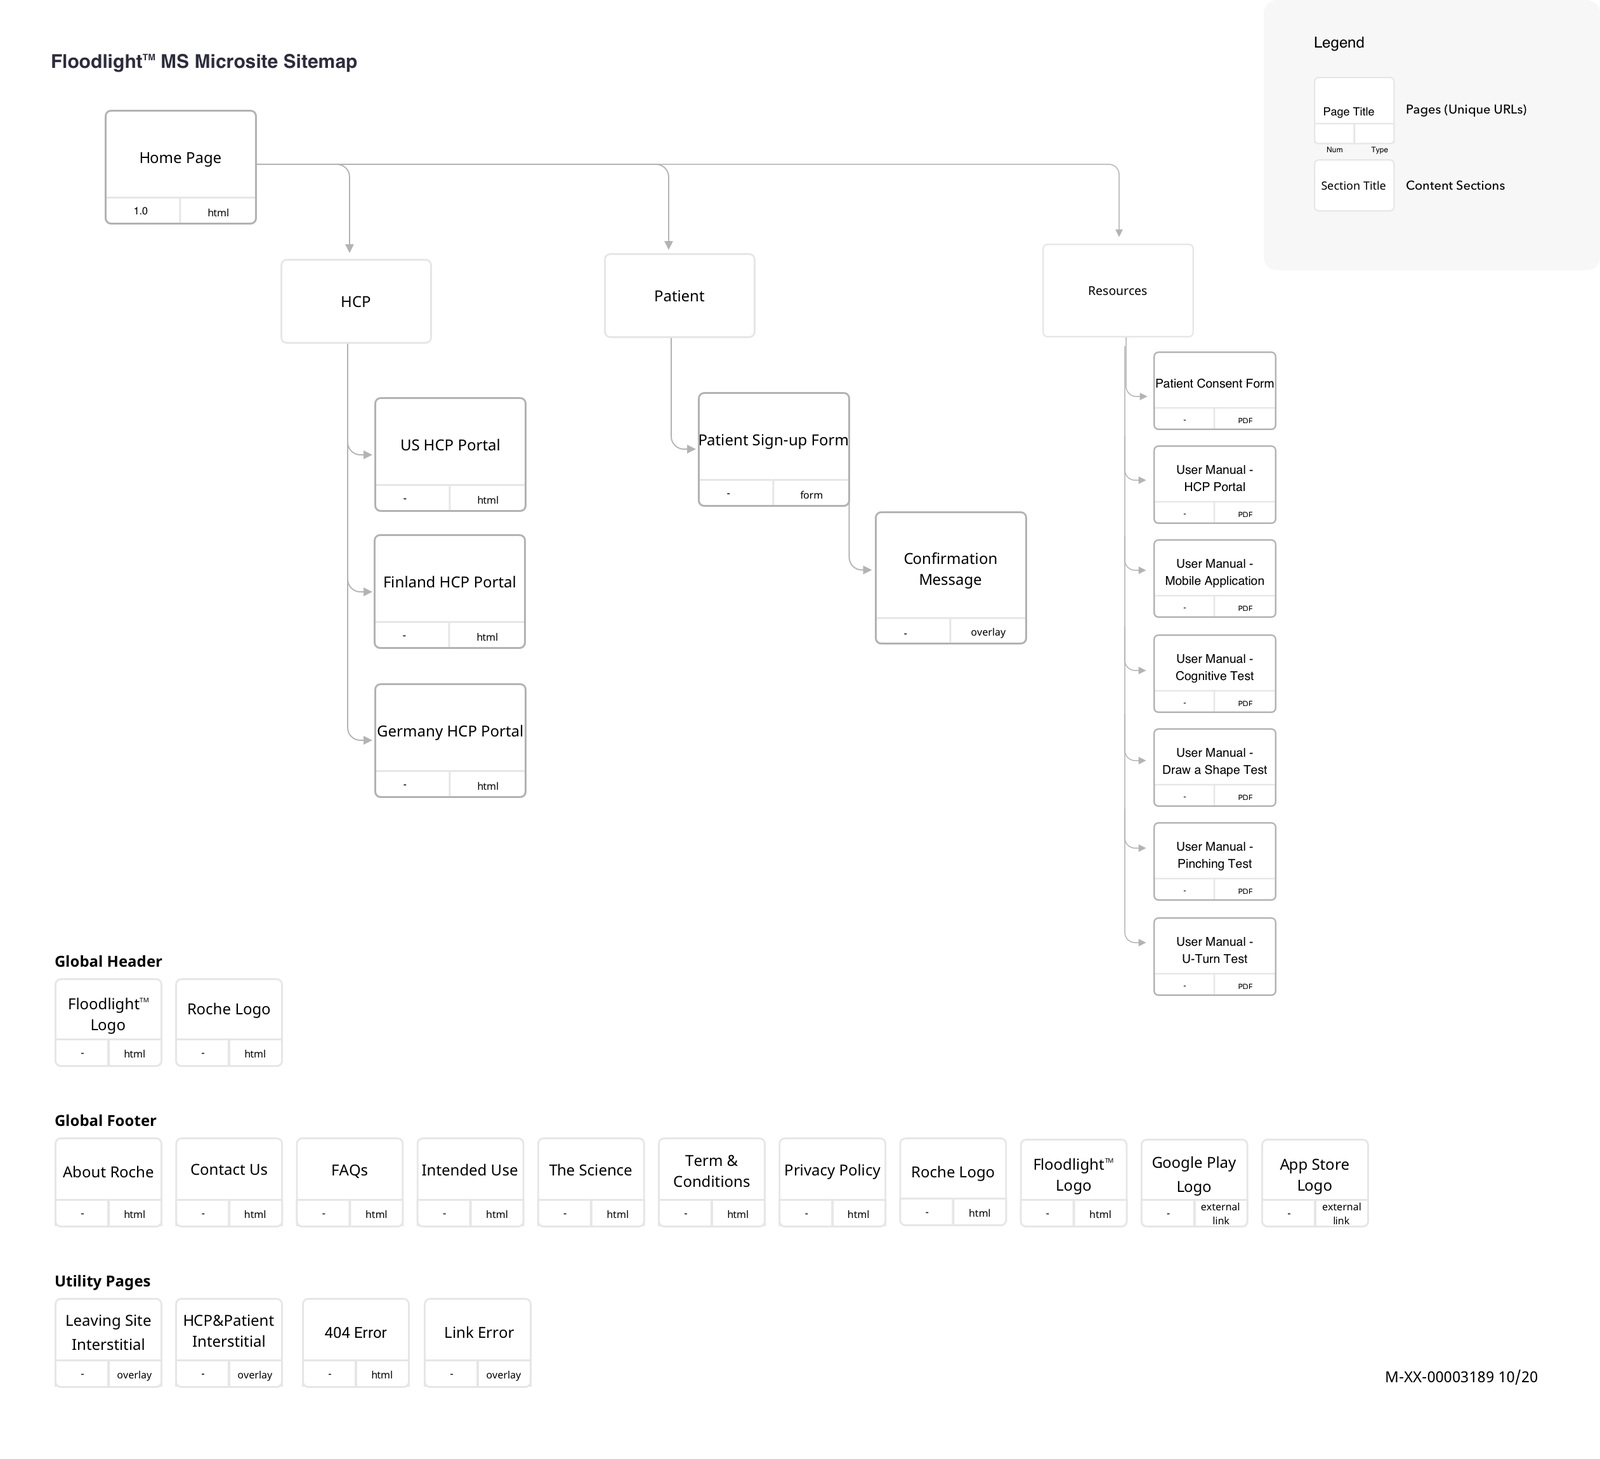 Floodlight™ MS Microsite Sitemap
Legend
Page Title
Pages (Unique URLs)
Num
Type
Section Title
Content Sections
Home Page
1.0
html
HCP
Patient
Resources
US HCP Portal
-
html
Finland HCP Portal
-
html
Germany HCP Portal
-
html
Patient Sign-up Form
-
form
Confirmation
Message
-
overlay
Patient Consent Form
-
PDF
User Manual -
HCP Portal
-
PDF
User Manual -
Mobile Application
-
PDF
User Manual -
Cognitive Test
-
PDF
User Manual -
Draw a Shape Test
-
PDF
User Manual -
Pinching Test
-
PDF
User Manual -
U-Turn Test
-
PDF
Global Header
Floodlight™
Logo
-
html
Roche Logo
-
html
Global Footer
About Roche
-
html
Contact Us
-
html
FAQs
-
html
Intended Use
-
html
The Science
-
html
Term &
Conditions
-
html
Privacy Policy
-
html
Roche Logo
-
html
Floodlight™
Logo
-
html
Google Play
Logo
-
external
link
App Store
Logo
-
external
link
Utility Pages
Leaving Site
Interstitial
-
overlay
HCP&Patient
Interstitial
-
overlay
404 Error
-
html
Link Error
-
overlay
M-XX-00003189 10/20